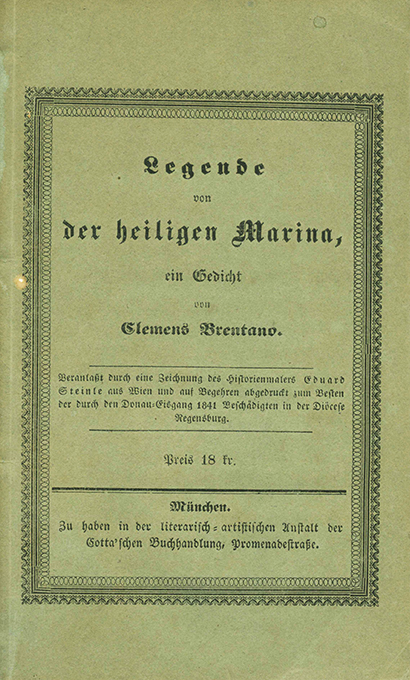 Legende
von
der heiligen Marina,
ein Gedicht
von
Clemens Brentano.
Veranlaßt durch eine Zeichnung des Historienmalers Eduard
Steinle aus Wien und auf Begehren abgedruckt zum Besten
der durch den Donau-Eisgang 1841 Beschädigten in der Diöcese
Regensburg.
Preis 18 kr.
München.
Zu haben in der literarisch-artistischen Anstalt der
Cotta'schen Buchhandlung, Promenadestraße.